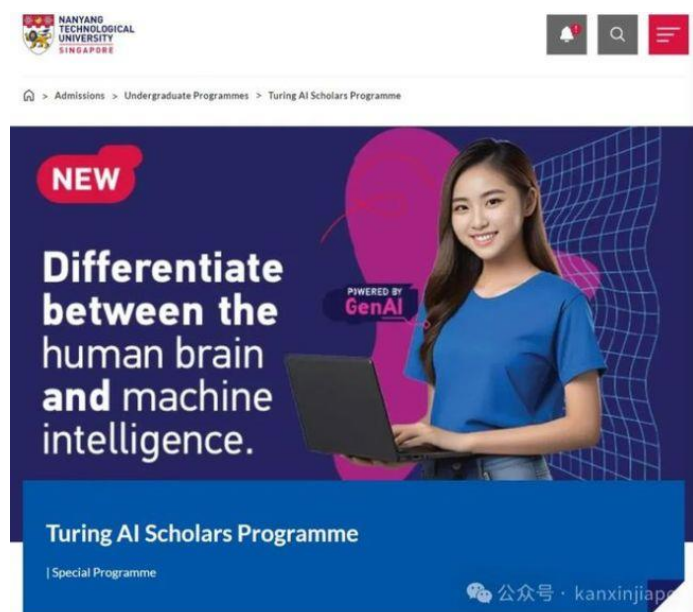 NANYANG
TECHNOLOGICAL
UNIVERSITY
SINGAPORE
> Admissions > Undergraduate Programmes > Turing AI Scholars Programme
NEW
Differentiate
between the
human brain
and machine
intelligence.
POWERED BY
GenAI
Turing AI Scholars Programme
| Special Programme
公众号 · kanxinjiapo